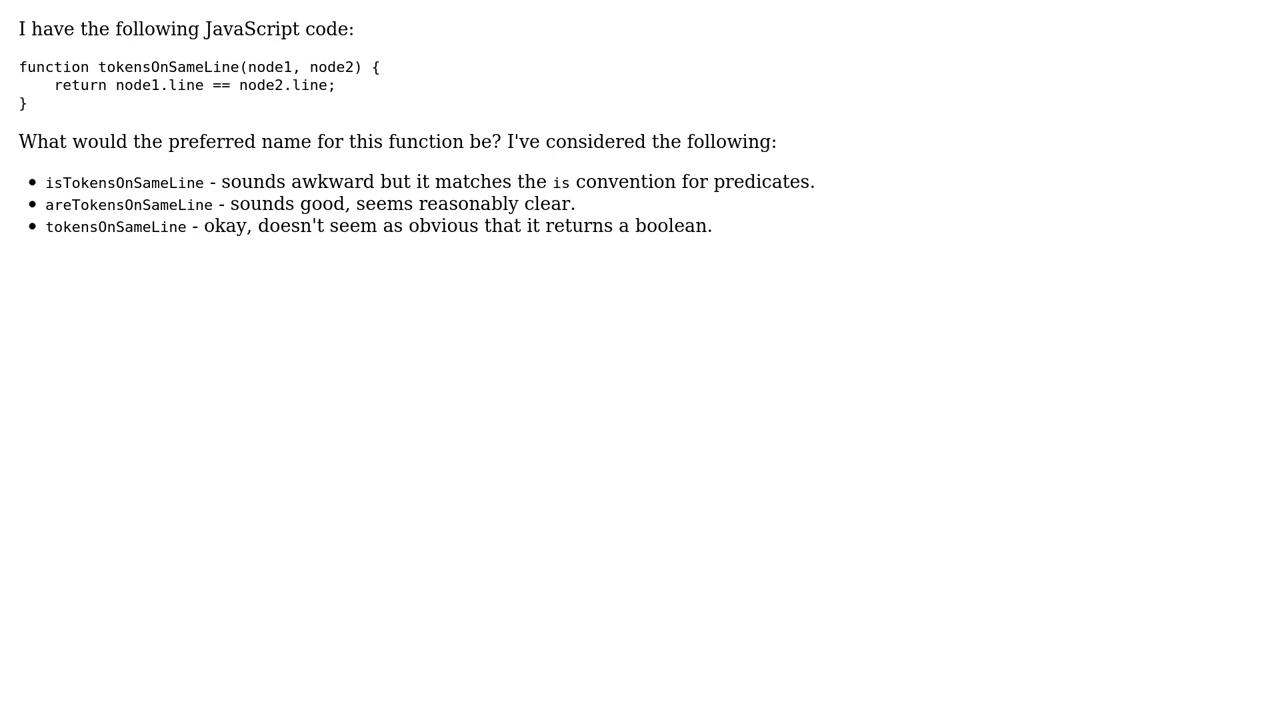 I have the following JavaScript code:
function tokensOnSameLine(node1, node2) {
    return node1.line == node2.line;
}
What would the preferred name for this function be? I've considered the following:
• isTokensOnSameLine - sounds awkward but it matches the is convention for predicates.
• areTokensOnSameLine - sounds good, seems reasonably clear.
• tokensOnSameLine - okay, doesn't seem as obvious that it returns a boolean.